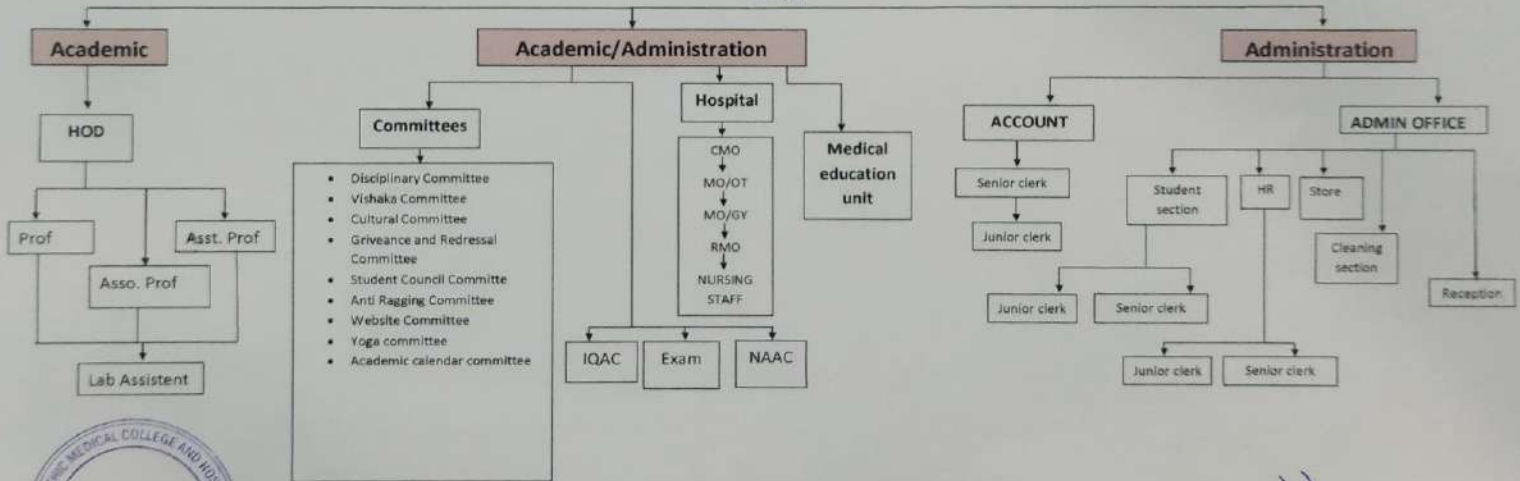 Academic
Academic/Administration
Administration
HOD
Prof
Asso. Prof
Asst. Prof
Lab Assistent
Committees
• Disciplinary Committee
• Vishaka Committee
• Cultural Committee
• Griveance and Redressal
Committee
• Student Council Committe
• Anti Ragging Committee
• Website Committee
• Yoga committee
• Academic calendar committee
Hospital
CMO
MO/OT
MO/GY
RMO
NURSING
STAFF
Medical
education
unit
IQAC
Exam
NAAC
ACCOUNT
Senior clerk
Junior clerk
ADMIN OFFICE
Student
section
HR
Store
Cleaning
section
Reception
Junior clerk
Senior clerk
Junior clerk
Senior clerk
MEDICAL COLLEGE AND